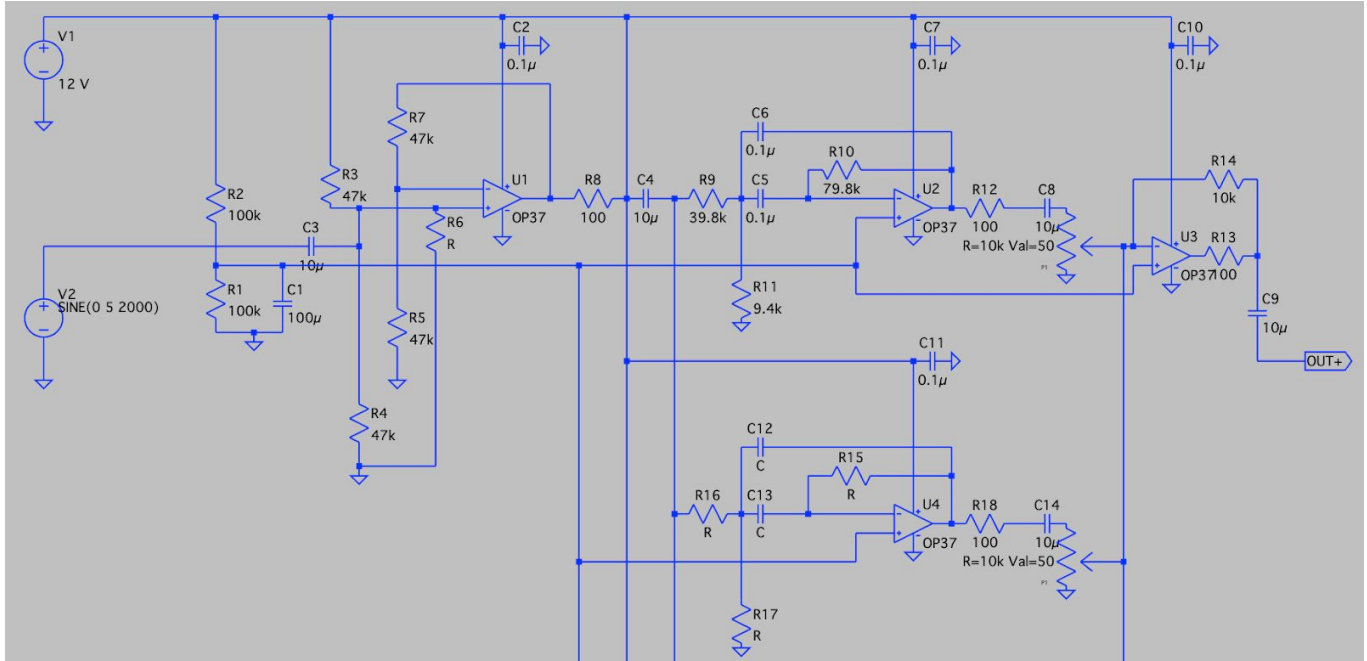 V1
12 V
C2
0.1µ
C7
0.1µ
C10
0.1µ
R7
47k
C6
0.1µ
R3
47k
R10
79.8k
R14
10k
U1
R8
100
C4
10µ
R9
39.8k
C5
0.1µ
U2
R12
100
C8
10µ
R2
100k
R6
R
OP37
OP37
R=10k Val=50
U3
R13
100
OP37
C3
10µ
P1
V2
SINE(0 5 2000)
R1
100k
C1
100µ
R11
9.4k
R5
47k
C9
10µ
C11
0.1µ
OUT+
R4
47k
C12
C
R15
R
R16
R
C13
C
U4
R18
100
C14
10µ
OP37
R=10k Val=50
P1
R17
R